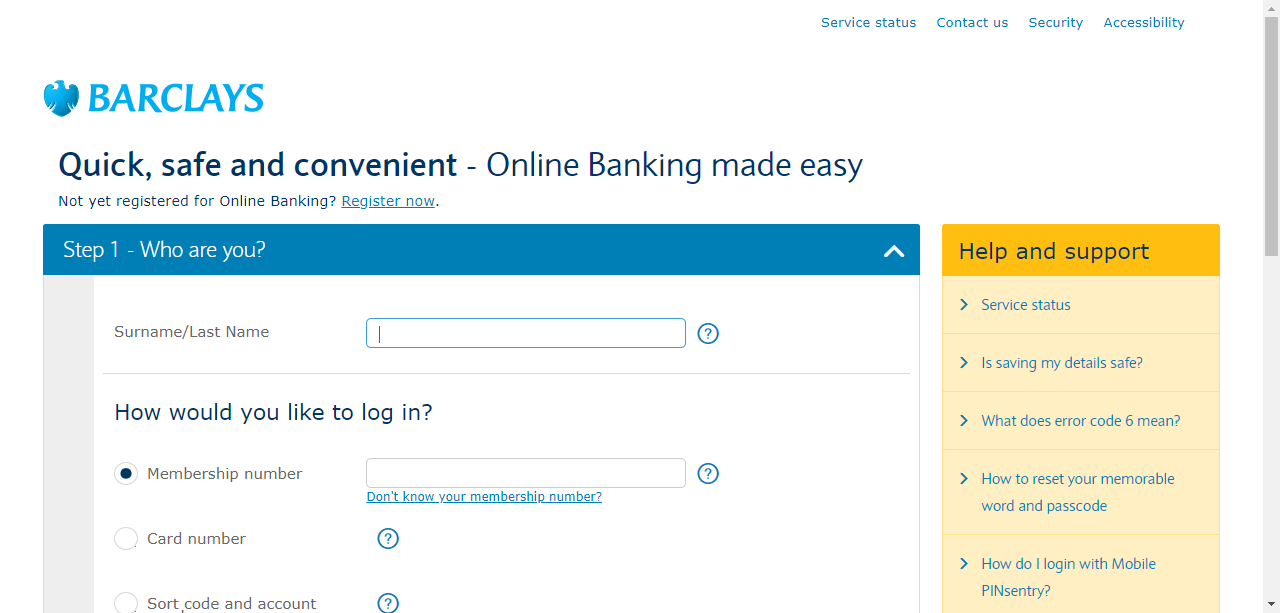 Service status Contact us Security Accessibility
BARCLAYS
Quick, safe and convenient - Online Banking made easy
Not yet registered for Online Banking? Register now.
Step 1 - Who are you?
Surname/Last Name
?
How would you like to log in?
Membership number
?
Don't know your membership number?
Card number
?
Sort code and account
?
Help and support
Service status
Is saving my details safe?
What does error code 6 mean?
How to reset your memorable
word and passcode
How do I login with Mobile
PINsentry?